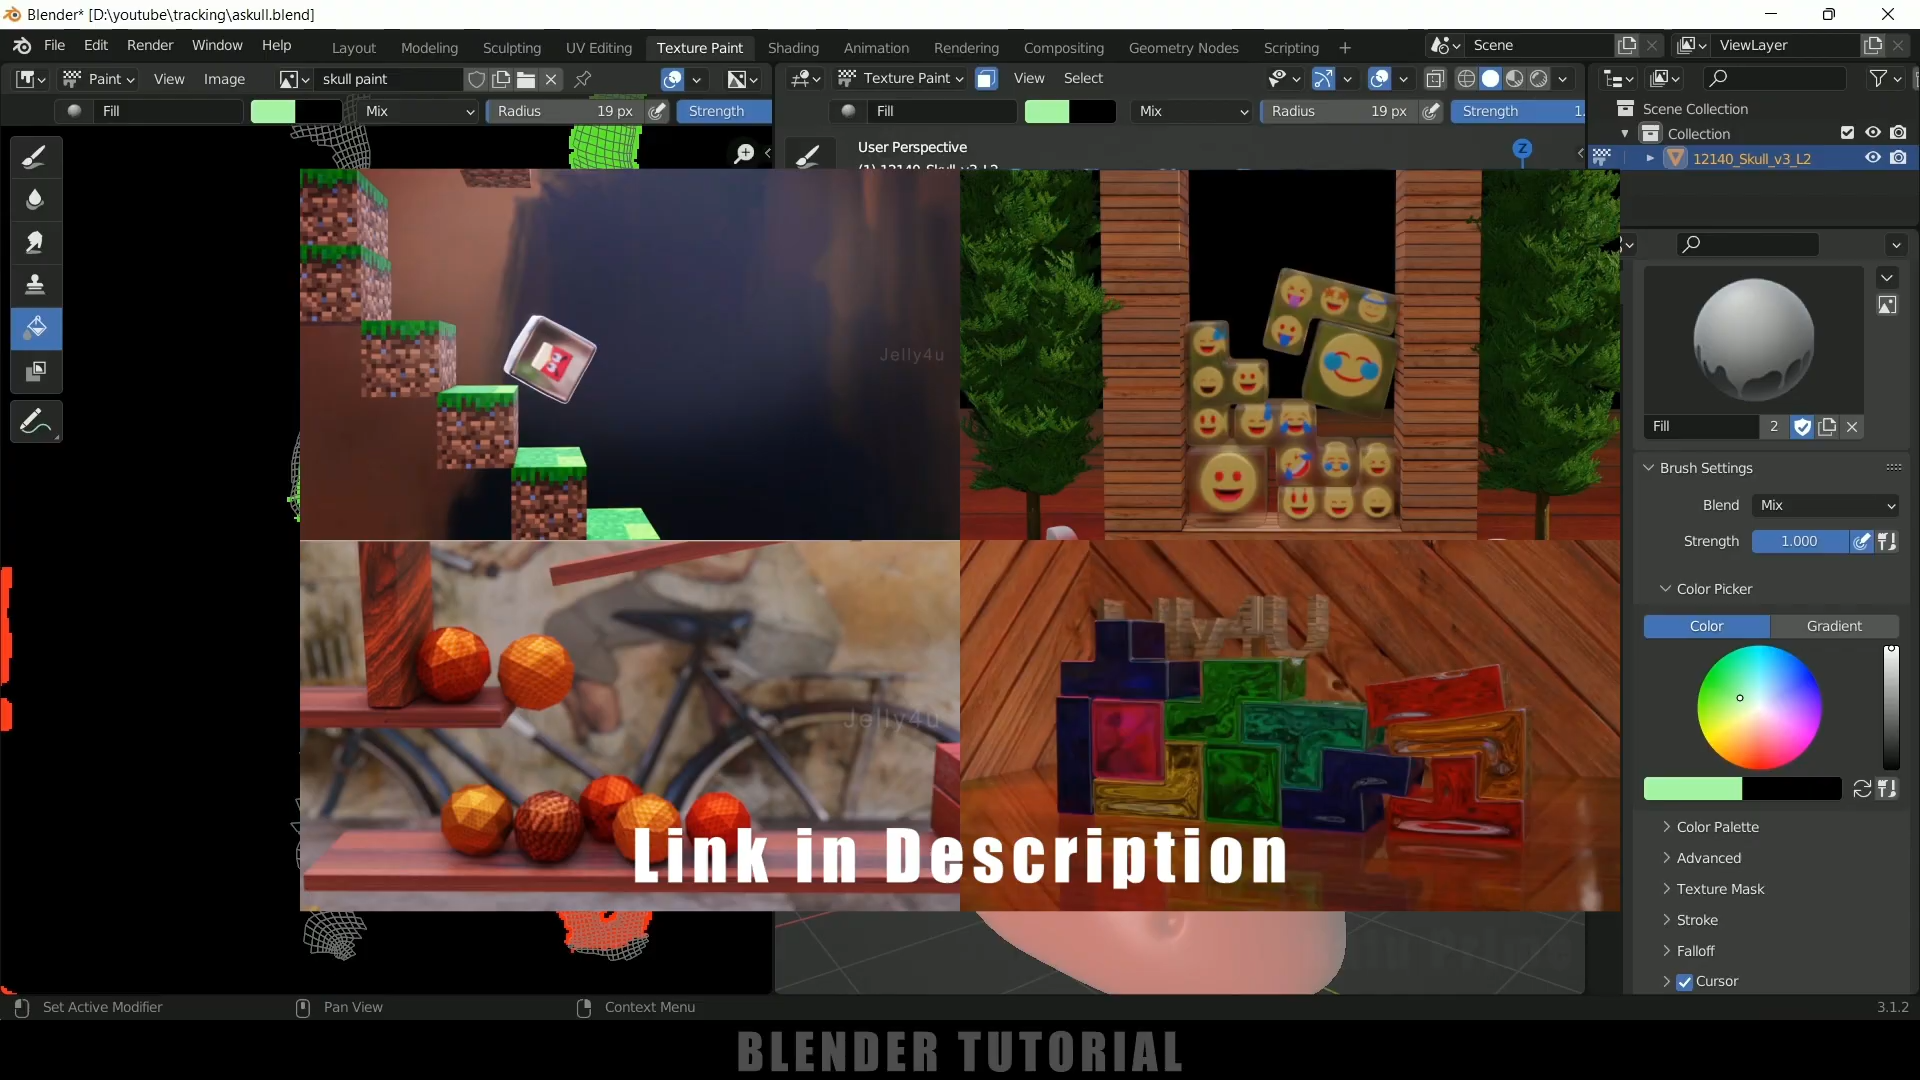 Blender* [D:\youtube\tracking\askull.blend]
File Edit Render Window Help Layout Modeling Sculpting UV Editing Texture Paint Shading Animation Rendering Compositing Geometry Nodes Scripting + Scene ViewLayer
Paint View Image skull paint Texture Paint View Select
Fill Mix Radius 19 px Strength Fill Mix Radius 19 px Strength 1.
Scene Collection
Collection
12140_Skull_v3_L2
User Perspective
(1) 12140_Skull_v3_L2
Z
Jelly4u
Jelly4u
Link in Description
Fill 2
Brush Settings
Blend Mix
Strength 1.000
Color Picker
Color Gradient
Color Palette
Advanced
Texture Mask
Stroke
Falloff
Cursor
Set Active Modifier Pan View Context Menu 3.1.2
BLENDER TUTORIAL